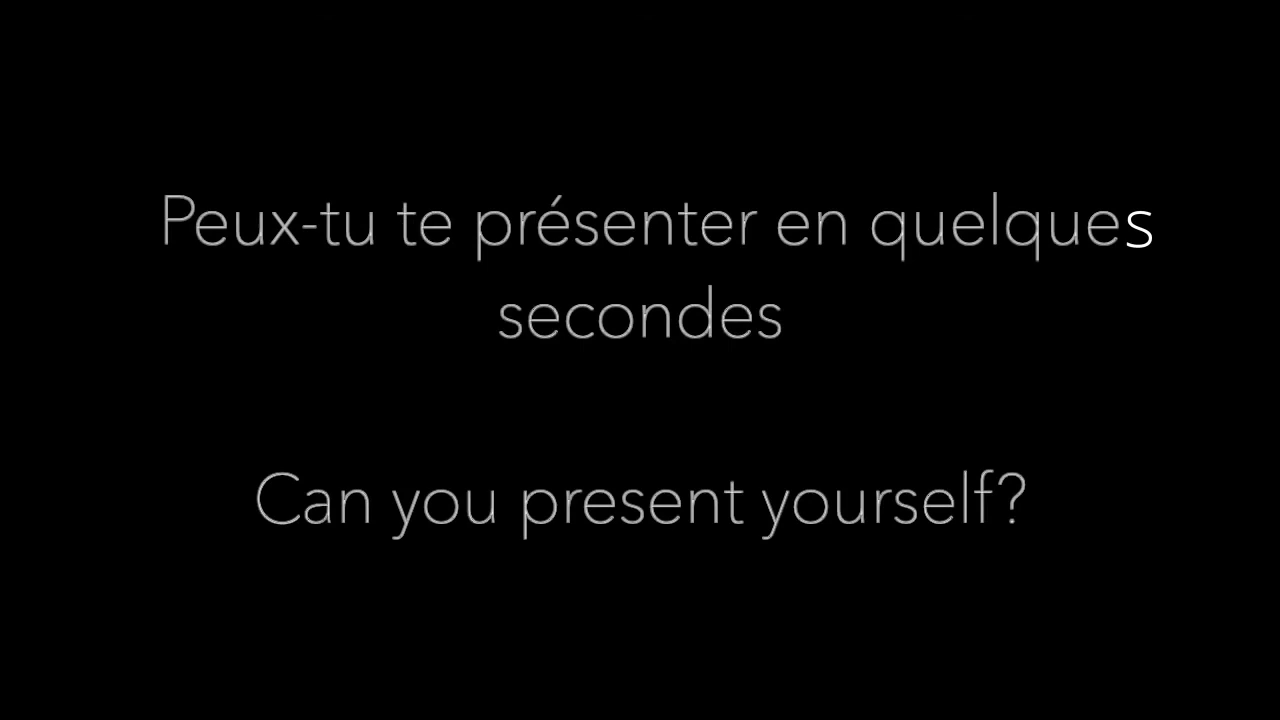 Peux-tu te présenter en quelques
secondes
Can you present yourself?